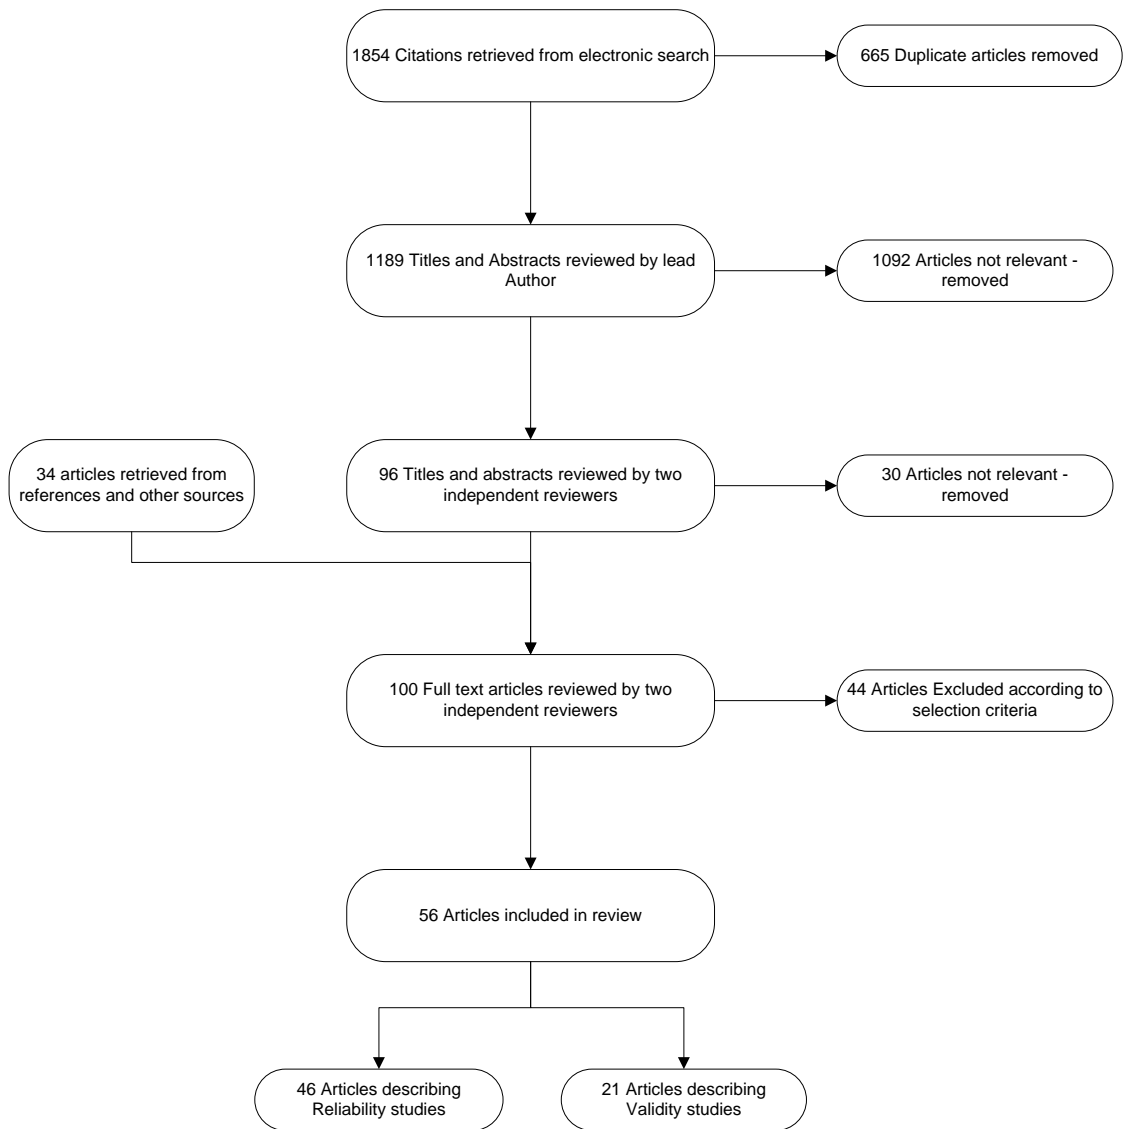 1854 Citations retrieved from electronic search
665 Duplicate articles removed
1189 Titles and Abstracts reviewed by lead
Author
1092 Articles not relevant -
removed
34 articles retrieved from
references and other sources
96 Titles and abstracts reviewed by two
independent reviewers
30 Articles not relevant -
removed
100 Full text articles reviewed by two
independent reviewers
44 Articles Excluded according to
selection criteria
56 Articles included in review
46 Articles describing
Reliability studies
21 Articles describing
Validity studies